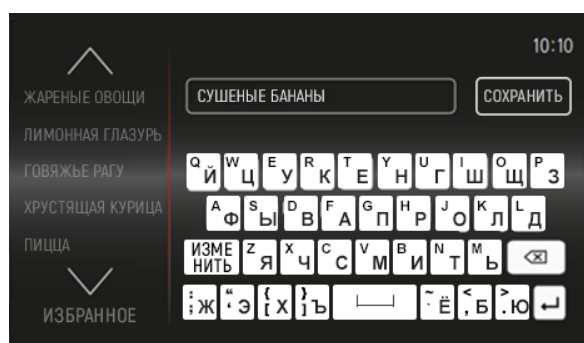 10:10
ЖАРЕНЫЕ ОВОЩИ
ЛИМОННАЯ ГЛАЗУРЬ
ГОВЯЖЬЕ РАГУ
ХРУСТЯЩАЯ КУРИЦА
ПИЦЦА
ИЗБРАННОЕ
СУШЕНЫЕ БАНАНЫ
СОХРАНИТЬ
Q Й W Ц E У R К T Е Y Н U Г I Ш O Щ P З
A Ф S Ы D В F А G П H Р J О K Л L Д
ИЗМЕНИТЬ Z Я X Ч C С V М B И N Т M Ь
: ; Ж “ ‘ Э { [ Х } ] Ъ ~ ` Ё < , Б > . Ю